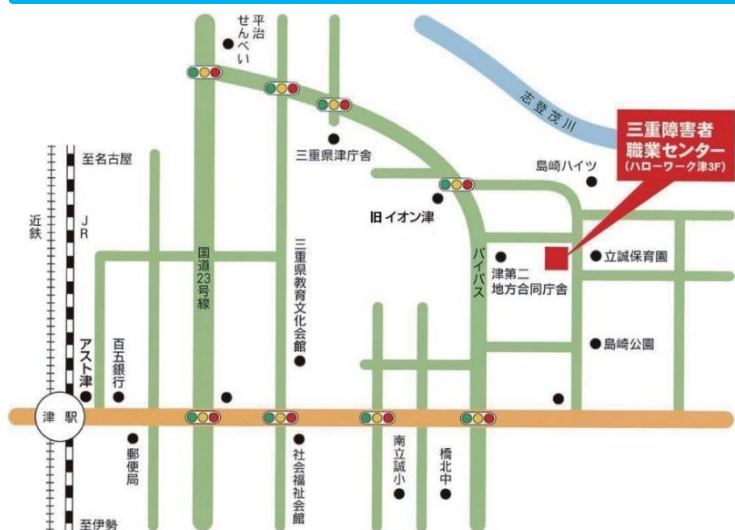 平治
せんべい
志登茂川
三重障害者
職業センター
(ハローワーク津3F)
三重県津庁舎
島崎ハイツ
至名古屋
旧イオン津
近鉄
JR
国道23号線
三重県教育文化会館
バイパス
津第二
地方合同庁舎
立誠保育園
島崎公園
アスト津
百五銀行
津駅
郵便局
社会福祉会館
南立誠小
橋北中
至伊勢